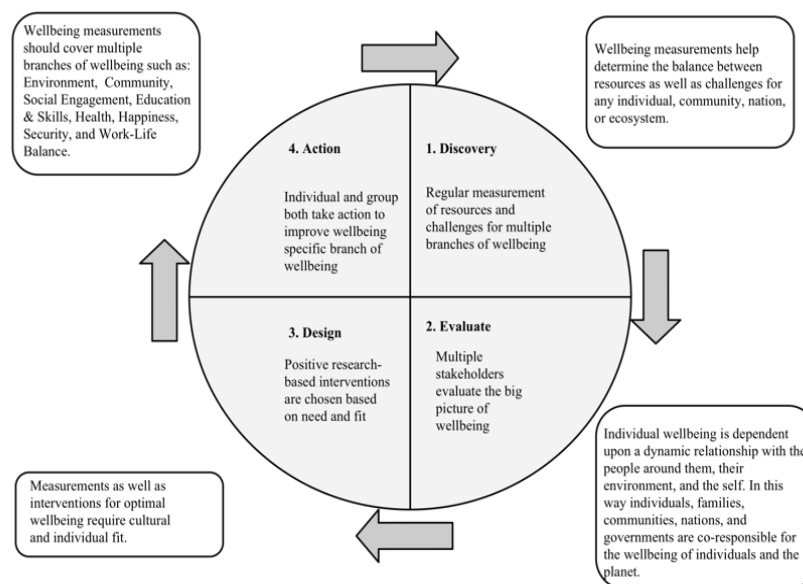 Wellbeing measurements
should cover multiple
branches of wellbeing such as:
Environment, Community,
Social Engagement, Education
& Skills, Health, Happiness,
Security, and Work-Life
Balance.
Wellbeing measurements help
determine the balance between
resources as well as challenges for
any individual, community, nation,
or ecosystem.
4. Action
Individual and group
both take action to
improve wellbeing
specific branch of
wellbeing
1. Discovery
Regular measurement
of resources and
challenges for multiple
branches of wellbeing
3. Design
Positive research-
based interventions
are chosen based
on need and fit
2. Evaluate
Multiple
stakeholders
evaluate the big
picture of
wellbeing
Measurements as well as
interventions for optimal
wellbeing require cultural
and individual fit.
Individual wellbeing is dependent
upon a dynamic relationship with the
people around them, their
environment, and the self. In this
way individuals, families,
communities, nations, and
governments are co-responsible for
the wellbeing of individuals and the
planet.